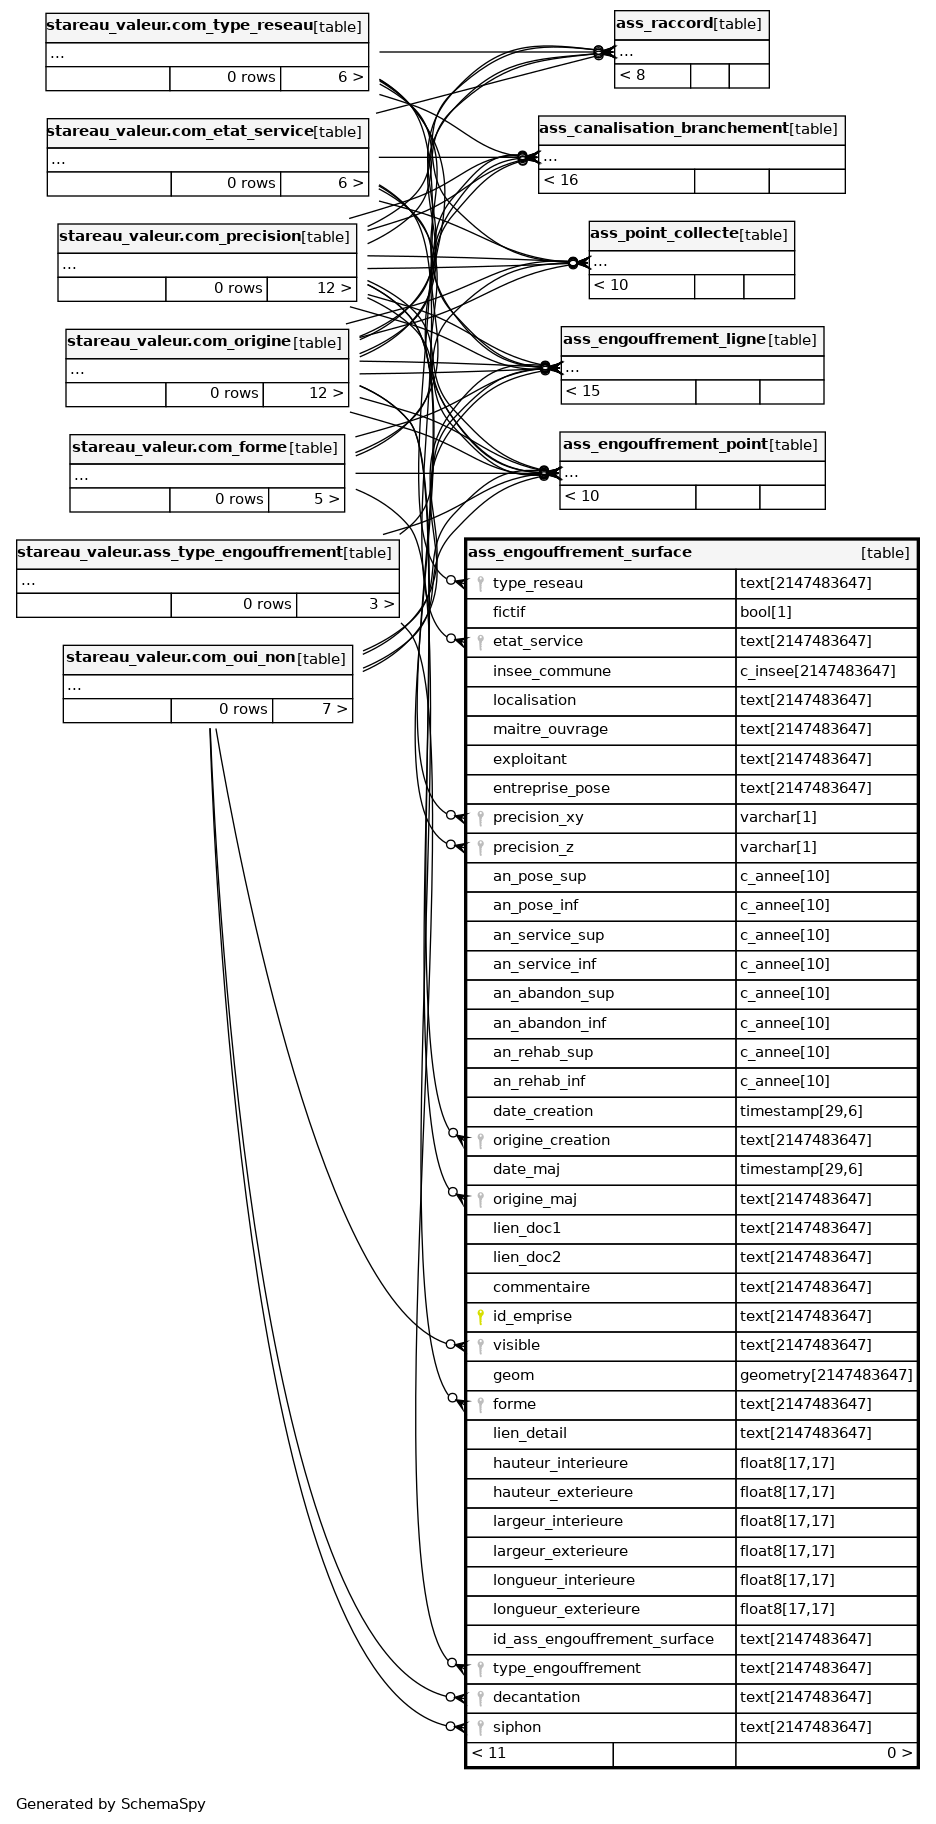 stareau_valeur.com_type_reseau[table]
...
0 rows 6 >
stareau_valeur.com_etat_service[table]
...
0 rows 6 >
stareau_valeur.com_precision[table]
...
0 rows 12 >
stareau_valeur.com_origine[table]
...
0 rows 12 >
stareau_valeur.com_forme[table]
...
0 rows 5 >
stareau_valeur.ass_type_engouffrement[table]
...
0 rows 3 >
stareau_valeur.com_oui_non[table]
...
0 rows 7 >
ass_raccord[table]
...
< 8
ass_canalisation_branchement[table]
...
< 16
ass_point_collecte[table]
...
< 10
ass_engouffrement_ligne[table]
...
< 15
ass_engouffrement_point[table]
...
< 10
ass_engouffrement_surface [table]
type_reseau text[2147483647]
fictif bool[1]
etat_service text[2147483647]
insee_commune c_insee[2147483647]
localisation text[2147483647]
maitre_ouvrage text[2147483647]
exploitant text[2147483647]
entreprise_pose text[2147483647]
precision_xy varchar[1]
precision_z varchar[1]
an_pose_sup c_annee[10]
an_pose_inf c_annee[10]
an_service_sup c_annee[10]
an_service_inf c_annee[10]
an_abandon_sup c_annee[10]
an_abandon_inf c_annee[10]
an_rehab_sup c_annee[10]
an_rehab_inf c_annee[10]
date_creation timestamp[29,6]
origine_creation text[2147483647]
date_maj timestamp[29,6]
origine_maj text[2147483647]
lien_doc1 text[2147483647]
lien_doc2 text[2147483647]
commentaire text[2147483647]
id_emprise text[2147483647]
visible text[2147483647]
geom geometry[2147483647]
forme text[2147483647]
lien_detail text[2147483647]
hauteur_interieure float8[17,17]
hauteur_exterieure float8[17,17]
largeur_interieure float8[17,17]
largeur_exterieure float8[17,17]
longueur_interieure float8[17,17]
longueur_exterieure float8[17,17]
id_ass_engouffrement_surface text[2147483647]
type_engouffrement text[2147483647]
decantation text[2147483647]
siphon text[2147483647]
< 11 0 >
Generated by SchemaSpy